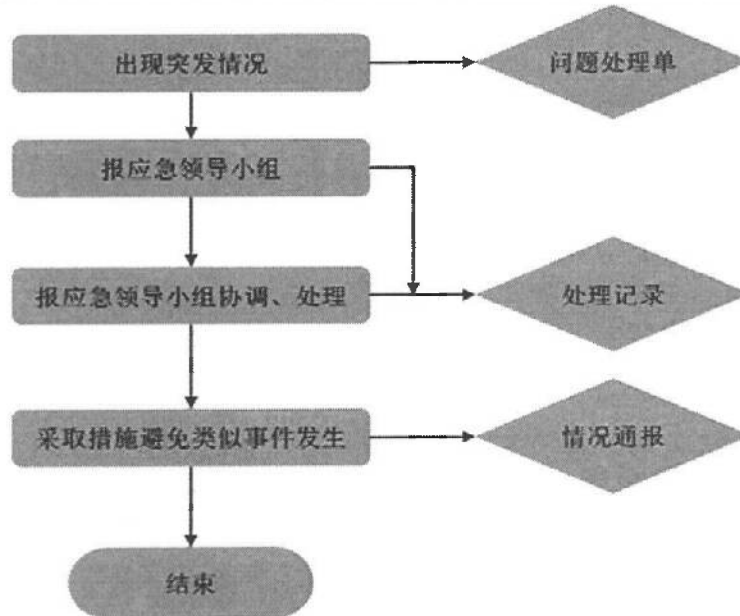 出现突发情况
问题处理单
报应急领导小组
报应急领导小组协调、处理
处理记录
采取措施避免类似事件发生
情况通报
结束